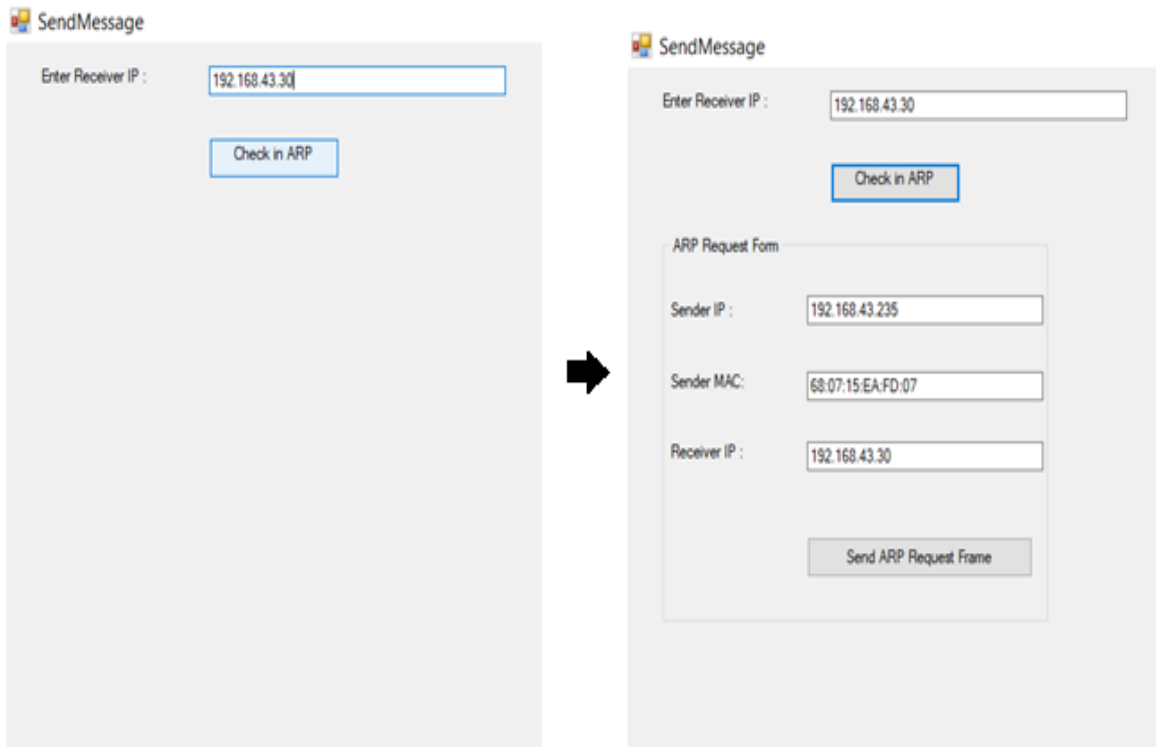 SendMessage
Enter Receiver IP :
192.168.43.30
Check in ARP
SendMessage
Enter Receiver IP :
192.168.43.30
Check in ARP
ARP Request Form
Sender IP :
192.168.43.235
Sender MAC:
68:07:15:EA:FD:07
Receiver IP :
192.168.43.30
Send ARP Request Frame